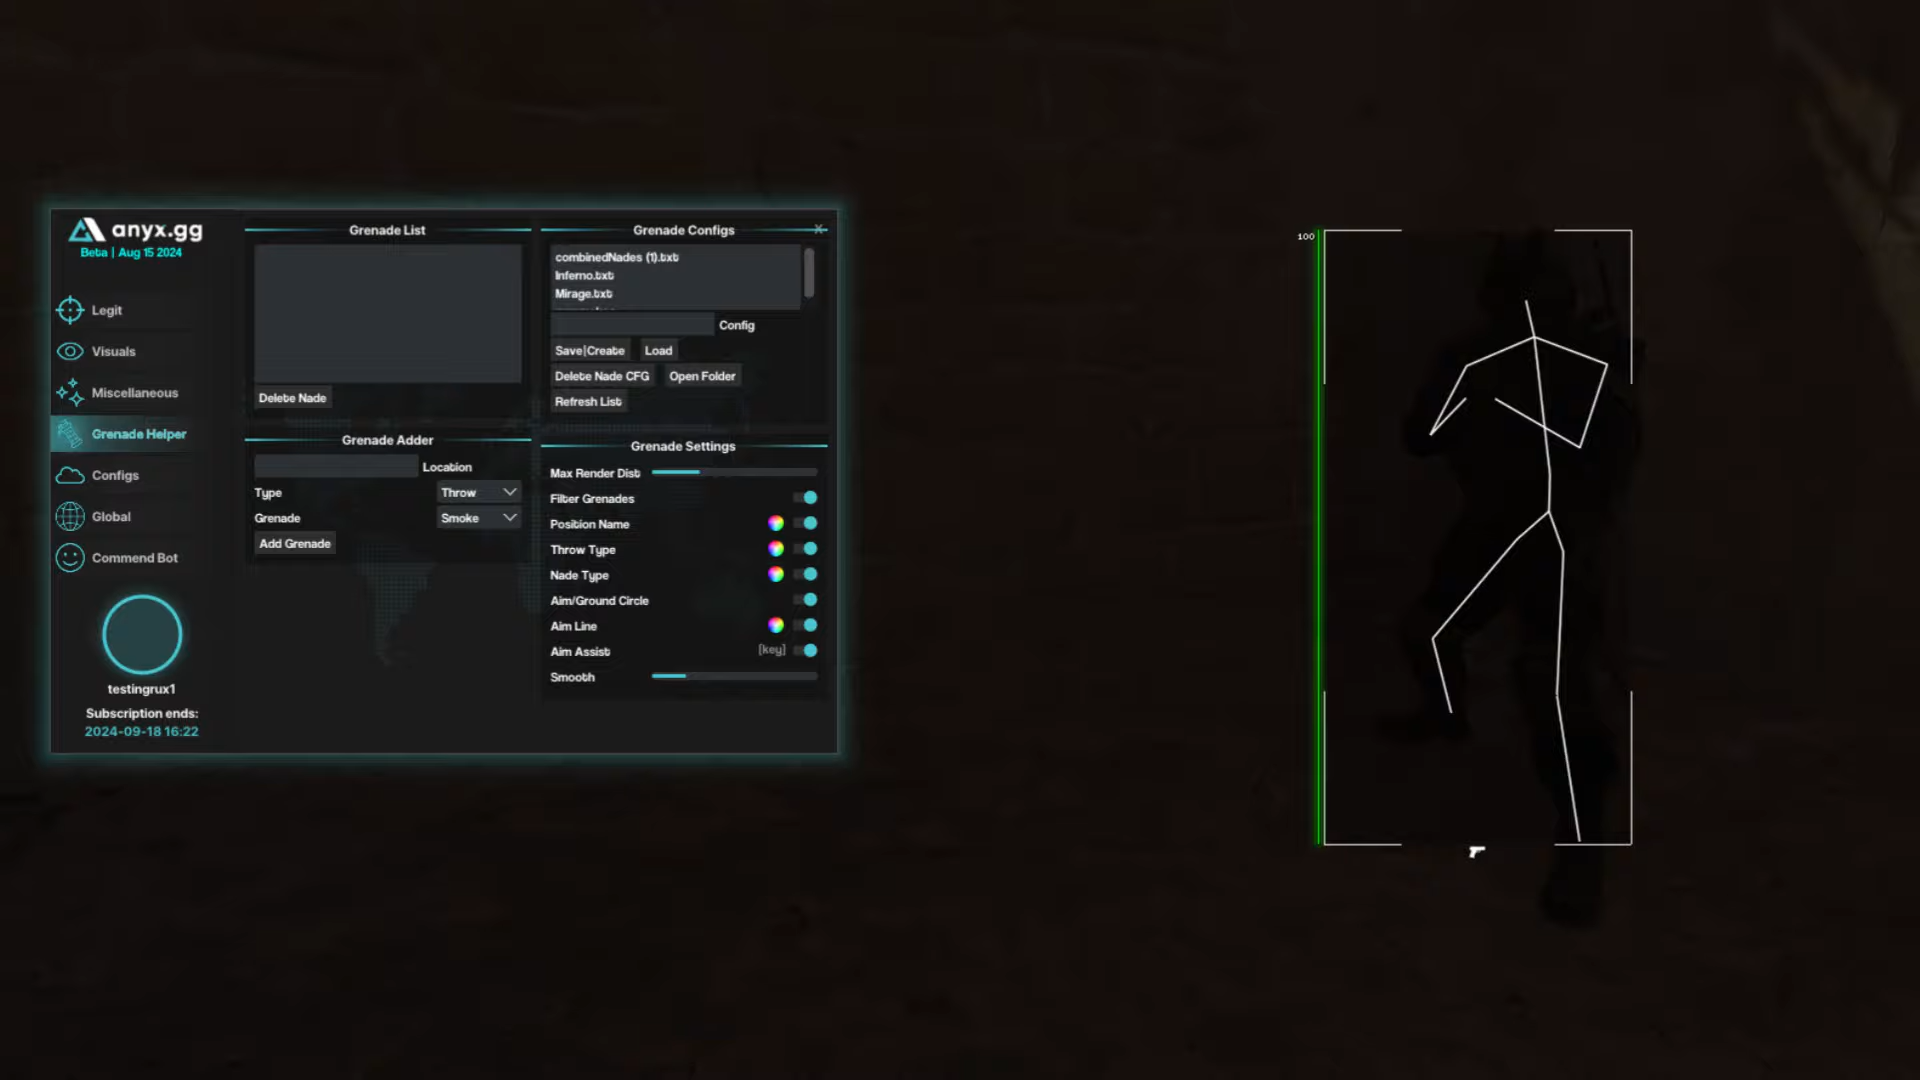 anyx.gg
Beta | Aug 15 2024
Legit
Visuals
Miscellaneous
Grenade Helper
Configs
Global
Commend Bot
testingrux1
Subscription ends:
2024-09-18 16:22
Grenade List
Delete Nade
Grenade Adder
Location
Type
Throw
Grenade
Smoke
Add Grenade
Grenade Configs
X
combinedNades (1).txt
Inferno.txt
Mirage.txt
Config
Save|Create
Load
Delete Nade CFG
Open Folder
Refresh List
Grenade Settings
Max Render Dist
Filter Grenades
Position Name
Throw Type
Nade Type
Aim/Ground Circle
Aim Line
Aim Assist
[key]
Smooth
100